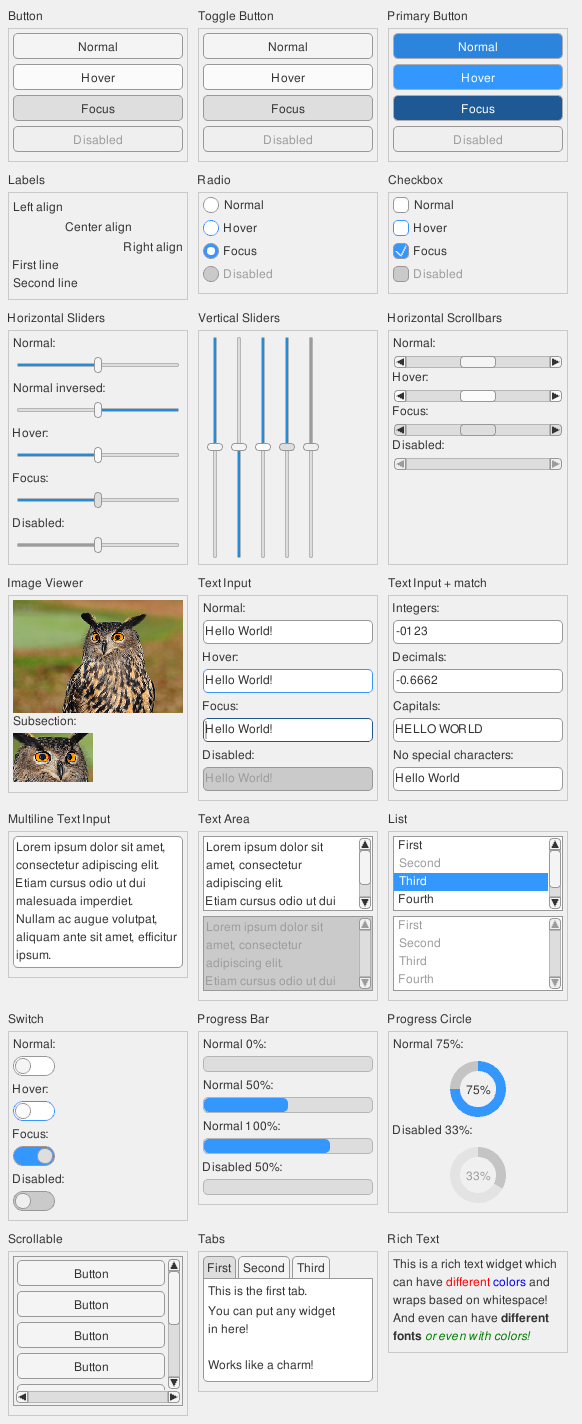 Button
Normal
Hover
Focus
Disabled
Toggle Button
Normal
Hover
Focus
Disabled
Primary Button
Normal
Hover
Focus
Disabled
Labels
Left align
Center align
Right align
First line
Second line
Radio
Normal
Hover
Focus
Disabled
Checkbox
Normal
Hover
Focus
Disabled
Horizontal Sliders
Normal:
Normal inversed:
Hover:
Focus:
Disabled:
Vertical Sliders
Horizontal Scrollbars
Normal:
Hover:
Focus:
Disabled:
Image Viewer
Subsection:
Text Input
Normal:
Hello World!
Hover:
Hello World!
Focus:
Hello World!
Disabled:
Hello World!
Text Input + match
Integers:
-0123
Decimals:
-0.6662
Capitals:
HELLO WORLD
No special characters:
Hello World
Multiline Text Input
Lorem ipsum dolor sit amet,
consectetur adipiscing elit.
Etiam cursus odio ut dui
malesuada imperdiet.
Nullam ac augue volutpat,
aliquam ante sit amet, efficitur
ipsum.
Text Area
Lorem ipsum dolor sit
amet, consectetur
adipiscing elit.
Etiam cursus odio ut dui
Lorem ipsum dolor sit
amet, consectetur
adipiscing elit.
Etiam cursus odio ut dui
List
First
Second
Third
Fourth
First
Second
Third
Fourth
Switch
Normal:
Hover:
Focus:
Disabled:
Progress Bar
Normal 0%:
Normal 50%:
Normal 100%:
Disabled 50%:
Progress Circle
Normal 75%:
75%
Disabled 33%:
33%
Scrollable
Button
Button
Button
Button
Tabs
First Second Third
This is the first tab.
You can put any widget
in here!
Works like a charm!
Rich Text
This is a rich text widget which
can have different colors and
wraps based on whitespace!
And even can have different
fonts or even with colors!